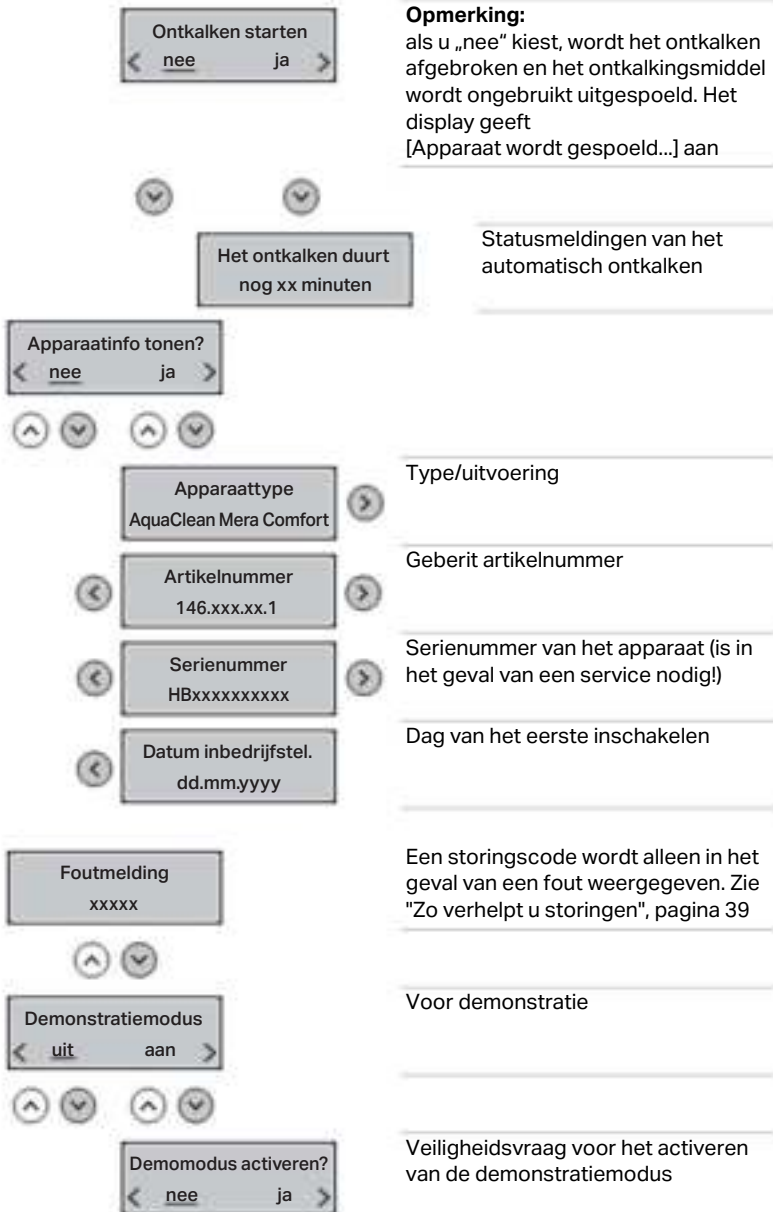 Ontkalken starten
nee ja
Opmerking:
als u „nee“ kiest, wordt het ontkalken
afgebroken en het ontkalkingsmiddel
wordt ongebruikt uitgespoeld. Het
display geeft
[Apparaat wordt gespoeld...] aan
Het ontkalken duurt
nog xx minuten
Statusmeldingen van het
automatisch ontkalken
Apparaatinfo tonen?
nee ja
Apparaattype
AquaClean Mera Comfort
Type/uitvoering
Artikelnummer
146.xxx.xx.1
Geberit artikelnummer
Serienummer
HBxxxxxxxxxx
Serienummer van het apparaat (is in
het geval van een service nodig!)
Datum inbedrijfstel.
dd.mm.yyyy
Dag van het eerste inschakelen
Foutmelding
xxxxx
Een storingscode wordt alleen in het
geval van een fout weergegeven. Zie
"Zo verhelpt u storingen", pagina 39
Demonstratiemodus
uit aan
Voor demonstratie
Demomodus activeren?
nee ja
Veiligheidsvraag voor het activeren
van de demonstratiemodus